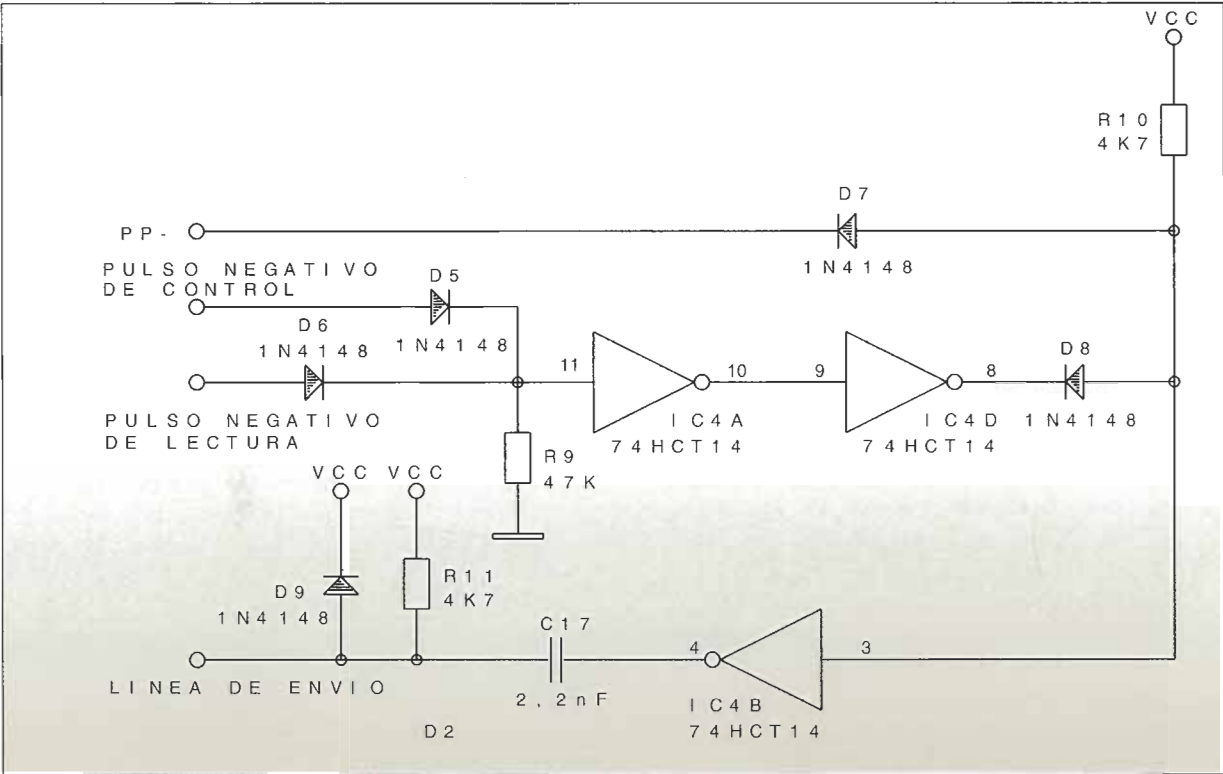 VCC
R10
4K7
D7
PP-
1N4148
PULSO NEGATIVO
DE CONTROL
D5
D6
1N4148
1N4148
11
10
9
8
D8
IC4A
74HCT14
IC4D
74HCT14
1N4148
PULSO NEGATIVO
DE LECTURA
R9
47K
VCC
VCC
D9
1N4148
R11
4K7
C17
4
3
LINEA DE ENVIO
2,2nF
IC4B
74HCT14
D2